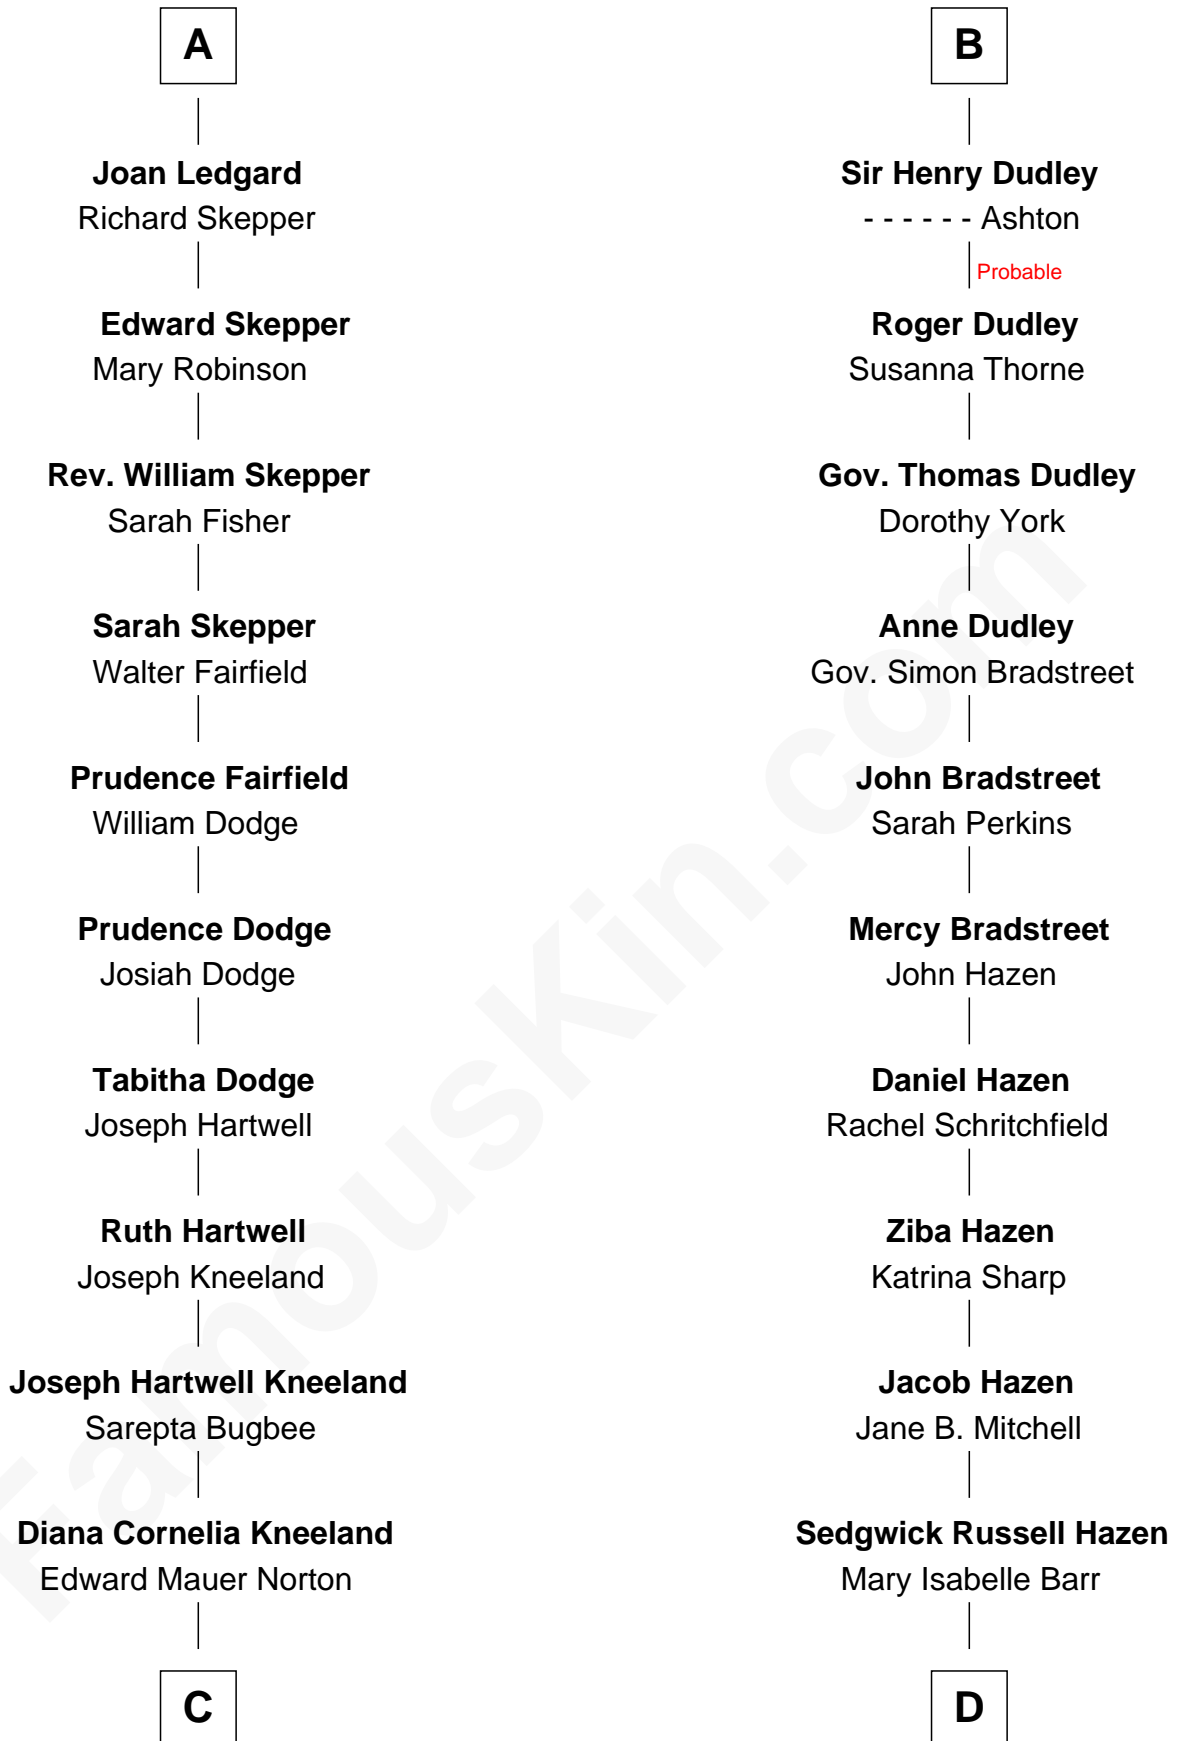 A
Joan Ledgard
Richard Skepper
Edward Skepper
Mary Robinson
Rev. William Skepper
Sarah Fisher
Sarah Skepper
Walter Fairfield
Prudence Fairfield
William Dodge
Prudence Dodge
Josiah Dodge
Tabitha Dodge
Joseph Hartwell
Ruth Hartwell
Joseph Kneeland
Joseph Hartwell Kneeland
Sarepta Bugbee
Diana Cornelia Kneeland
Edward Mauer Norton
C
B
Sir Henry Dudley
- - - - - - Ashton
Probable
Roger Dudley
Susanna Thorne
Gov. Thomas Dudley
Dorothy York
Anne Dudley
Gov. Simon Bradstreet
John Bradstreet
Sarah Perkins
Mercy Bradstreet
John Hazen
Daniel Hazen
Rachel Schritchfield
Ziba Hazen
Katrina Sharp
Jacob Hazen
Jane B. Mitchell
Sedgwick Russell Hazen
Mary Isabelle Barr
D
FamousKin.com